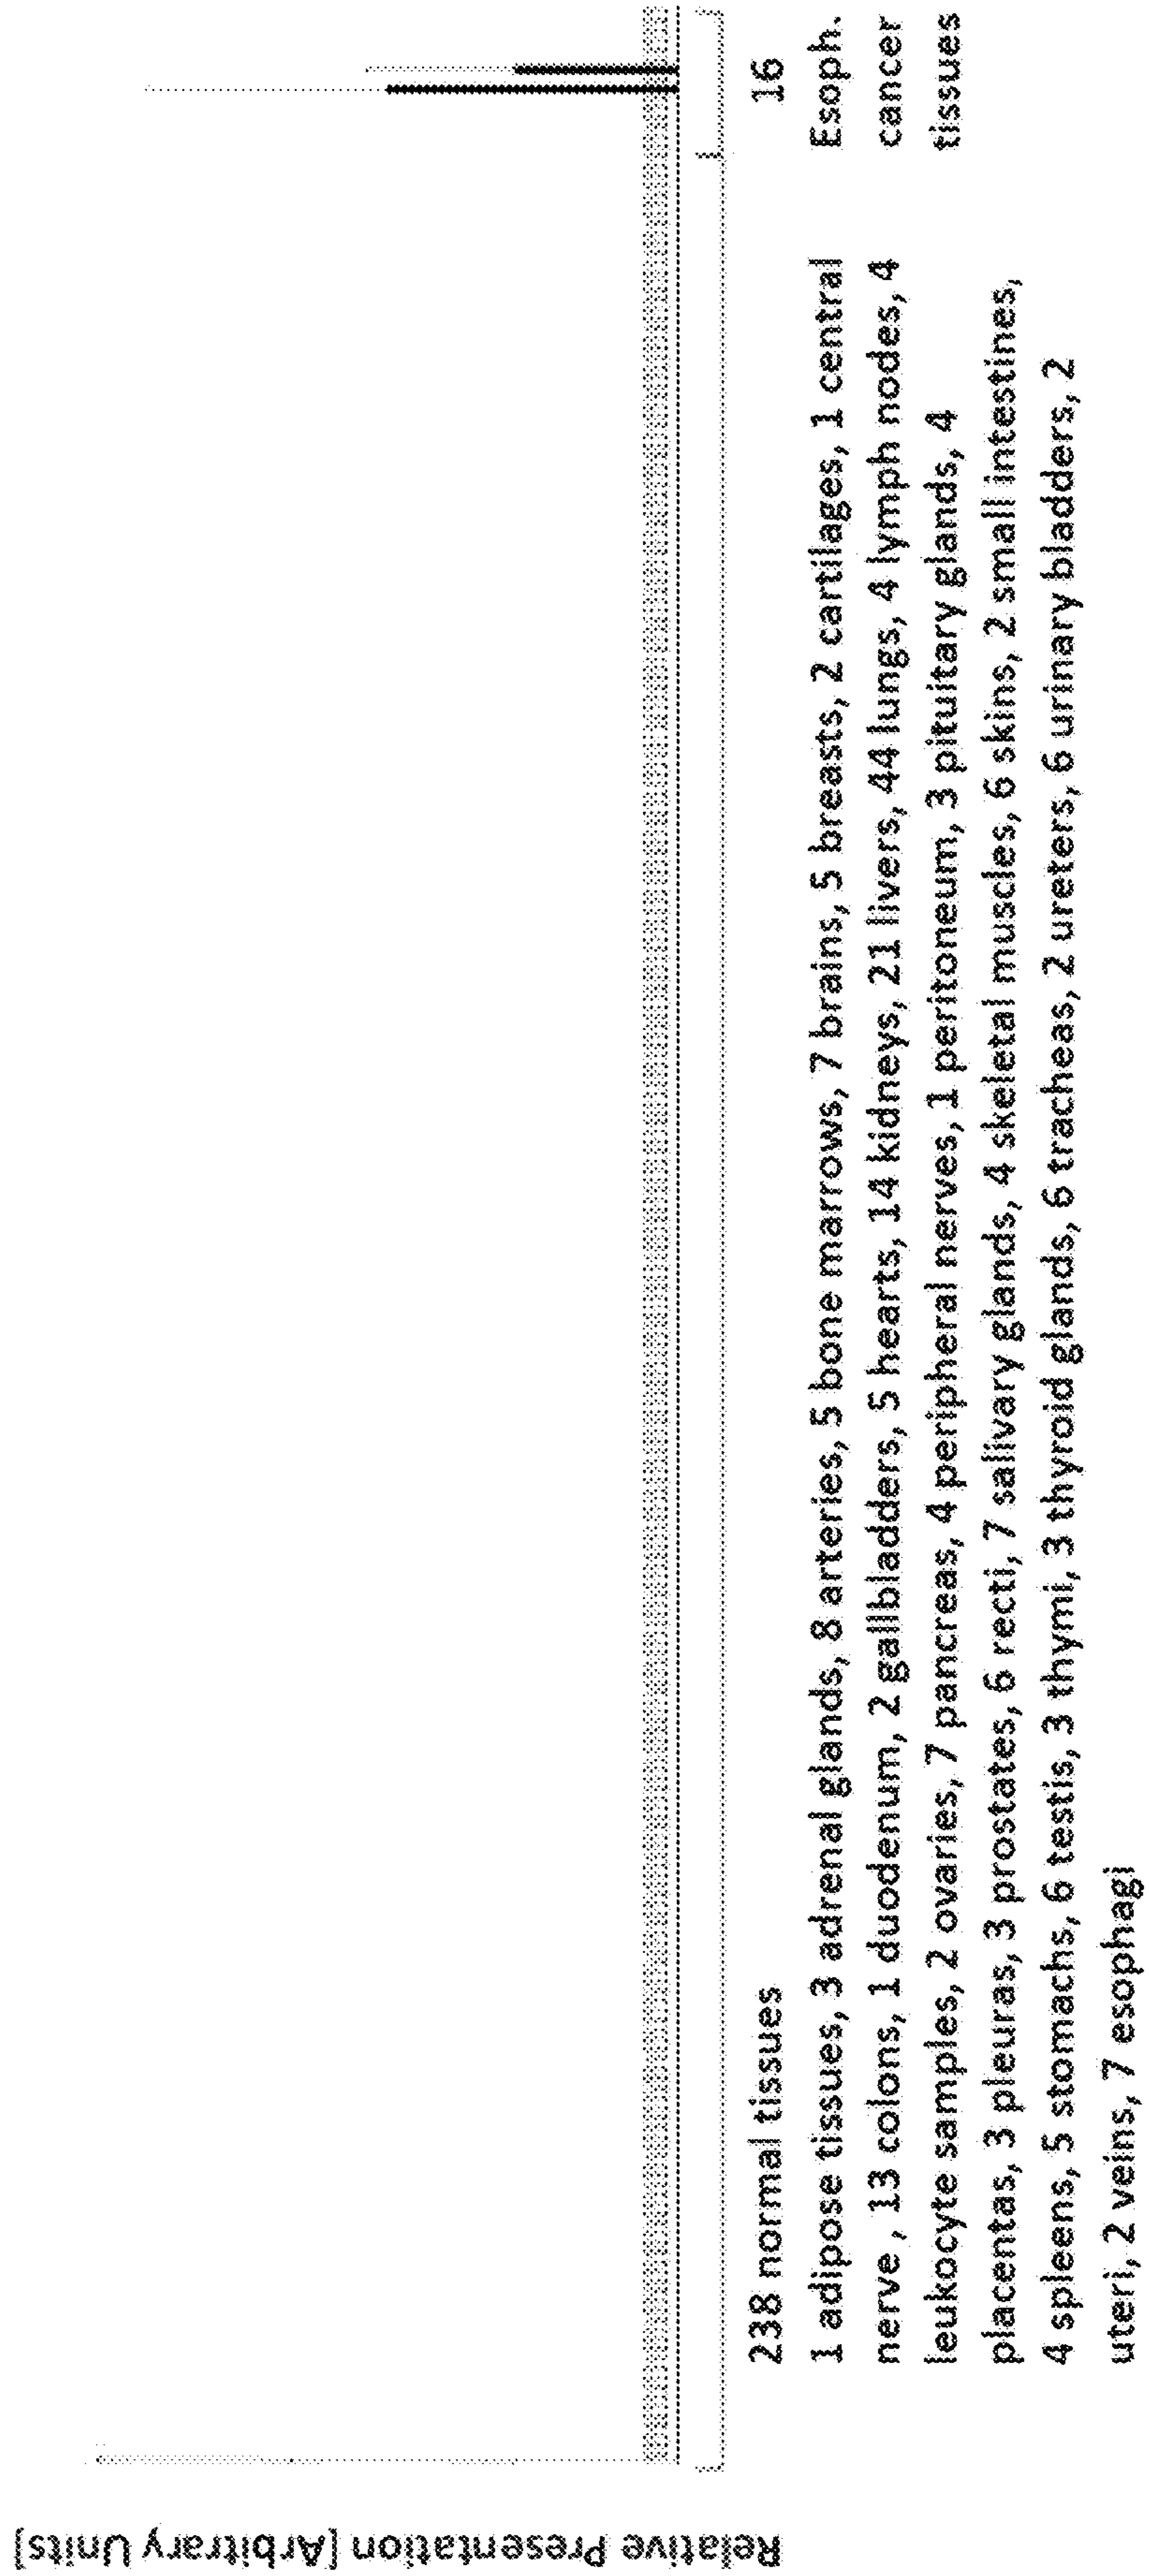 Relative Presentation [Arbitrary Units]
238 normal tissues
1 adipose tissues, 3 adrenal glands, 8 arteries, 5 bone marrows, 7 brains, 5 breasts, 2 cartilages, 1 central
nerve , 13 colons, 1 duodenum, 2 gallbladders, 5 hearts, 14 kidneys, 21 livers, 44 lungs, 4 lymph nodes, 4
leukocyte samples, 2 ovaries, 7 pancreas, 4 peripheral nerves, 1 peritoneum, 3 pituitary glands, 4
placentas, 3 pleuras, 3 prostates, 6 recti, 7 salivary glands, 4 skeletal muscles, 6 skins, 2 small intestines,
4 spleens, 5 stomachs, 6 testis, 3 thymi, 3 thyroid glands, 6 tracheas, 2 ureters, 6 urinary bladders, 2
uteri, 2 veins, 7 esophagi
16
Esoph.
cancer
tissues